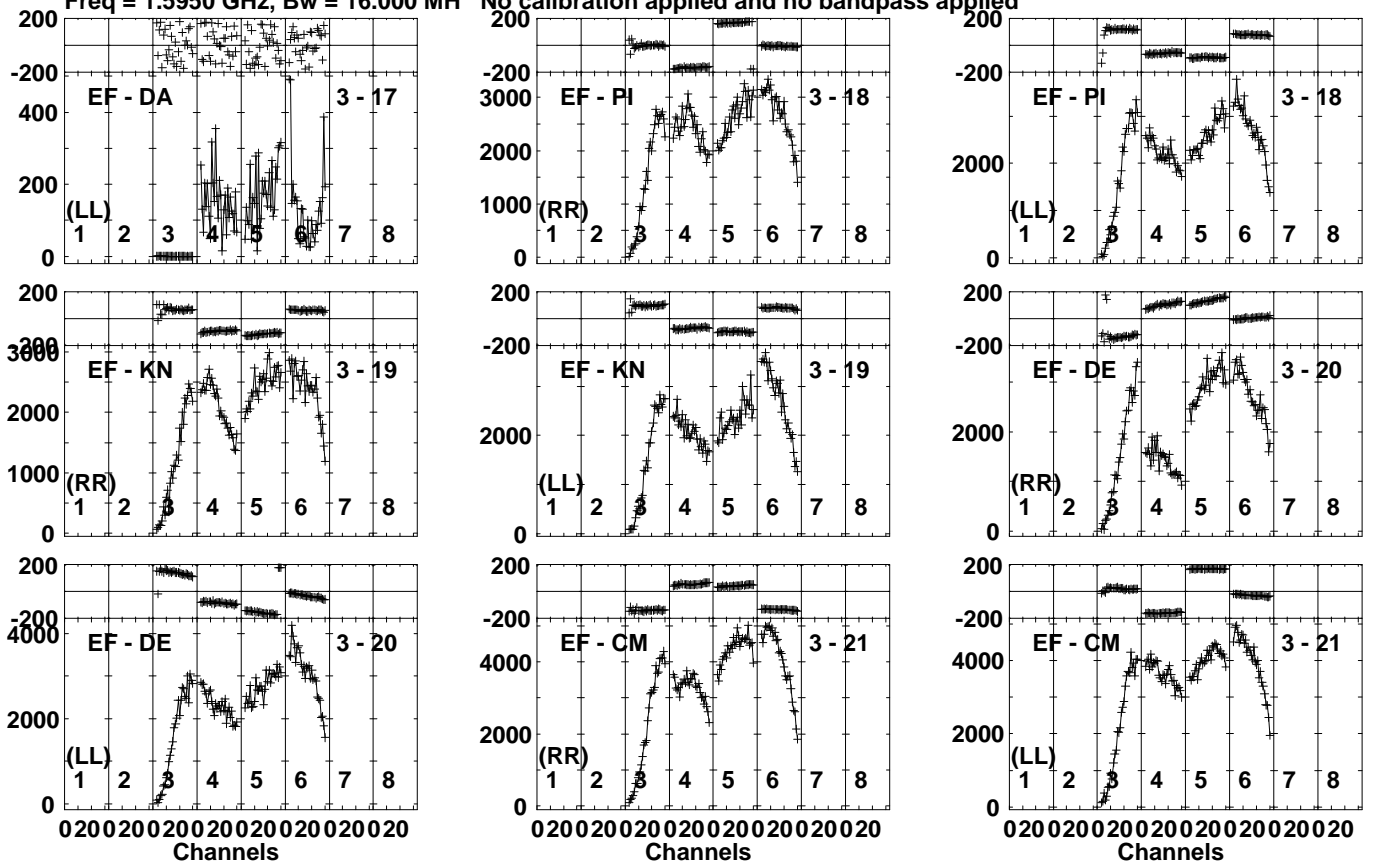 Freq = 1.5950 GHz, Bw = 16.000 MH No calibration applied and no bandpass applied
200
-200
EF - DA 3 - 17
400
200
0
(LL)
1 2 3 4 5 6 7 8
200
-200
EF - PI 3 - 18
3000
2000
1000
0
(RR)
1 2 3 4 5 6 7 8
200
-200
EF - PI 3 - 18
2000
0
(LL)
1 2 3 4 5 6 7 8
200
-200
3000
EF - KN 3 - 19
2000
1000
0
(RR)
1 2 3 4 5 6 7 8
200
-200
EF - KN 3 - 19
2000
0
(LL)
1 2 3 4 5 6 7 8
200
-200
EF - DE 3 - 20
2000
0
(RR)
1 2 3 4 5 6 7 8
200
-200
4000
EF - DE 3 - 20
2000
0
(LL)
1 2 3 4 5 6 7 8
0 20 0 20 0 20 0 20 0 20 0 20 0 20 0 20
Channels
200
-200
EF - CM 3 - 21
4000
2000
0
(RR)
1 2 3 4 5 6 7 8
0 20 0 20 0 20 0 20 0 20 0 20 0 20 0 20
Channels
200
-200
EF - CM 3 - 21
4000
2000
0
(LL)
1 2 3 4 5 6 7 8
0 20 0 20 0 20 0 20 0 20 0 20 0 20 0 20
Channels